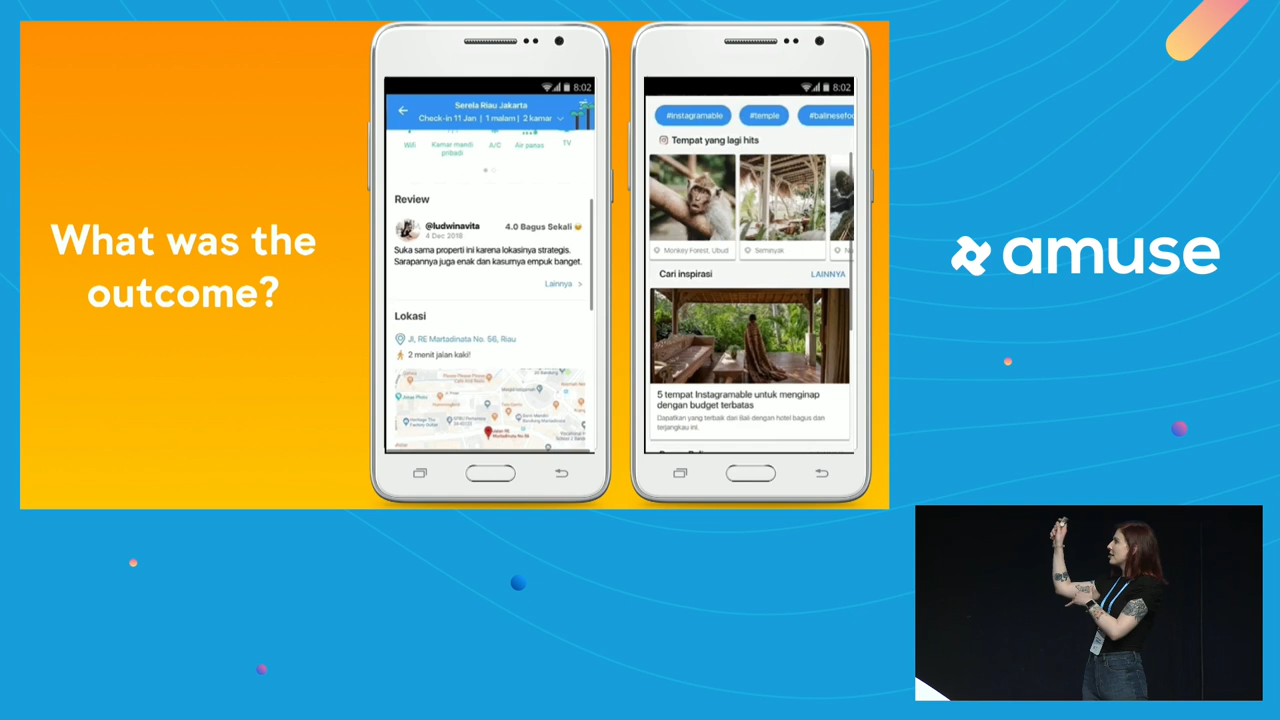 What was the
outcome?
8:02
Serela Riau Jakarta
Check-in 11 Jan | 1 malam | 2 kamar
Wifi
Kamar mandi
pribadi
A/C
Air panas
TV
Review
@ludwinavita
4.0 Bagus Sekali
4 Dec 2018
Suka sama properti ini karena lokasinya strategis.
Sarapannya juga enak dan kasurnya empuk banget.
Lainnya >
Lokasi
Jl, RE Martadinata No. 56, Riau
2 menit jalan kaki!
8:02
#Instagramable
#temple
#balinesefoo
Tempat yang lagi hits
Monkey Forest, Ubud
Seminyak
Cari inspirasi
LAINNYA
5 tempat Instagramable untuk menginap
dengan budget terbatas
Dapatkan yang terbaik dari Bali dengan hotel bagus dan
terjangkau ini.
amuse